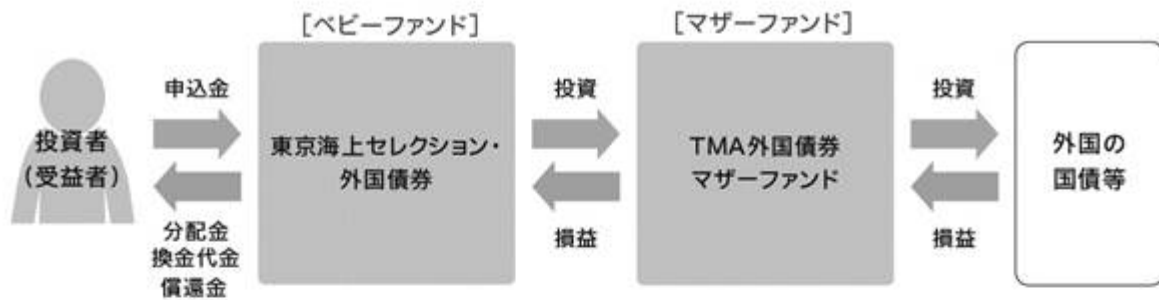 [ベビーファンド]
[マザーファンド]
申込金
投資
投資
投資者
(受益者)
東京海上セレクション・
外国債券
TMA外国債券
マザーファンド
外国の
国債等
分配金
換金代金
償還金
損益
損益